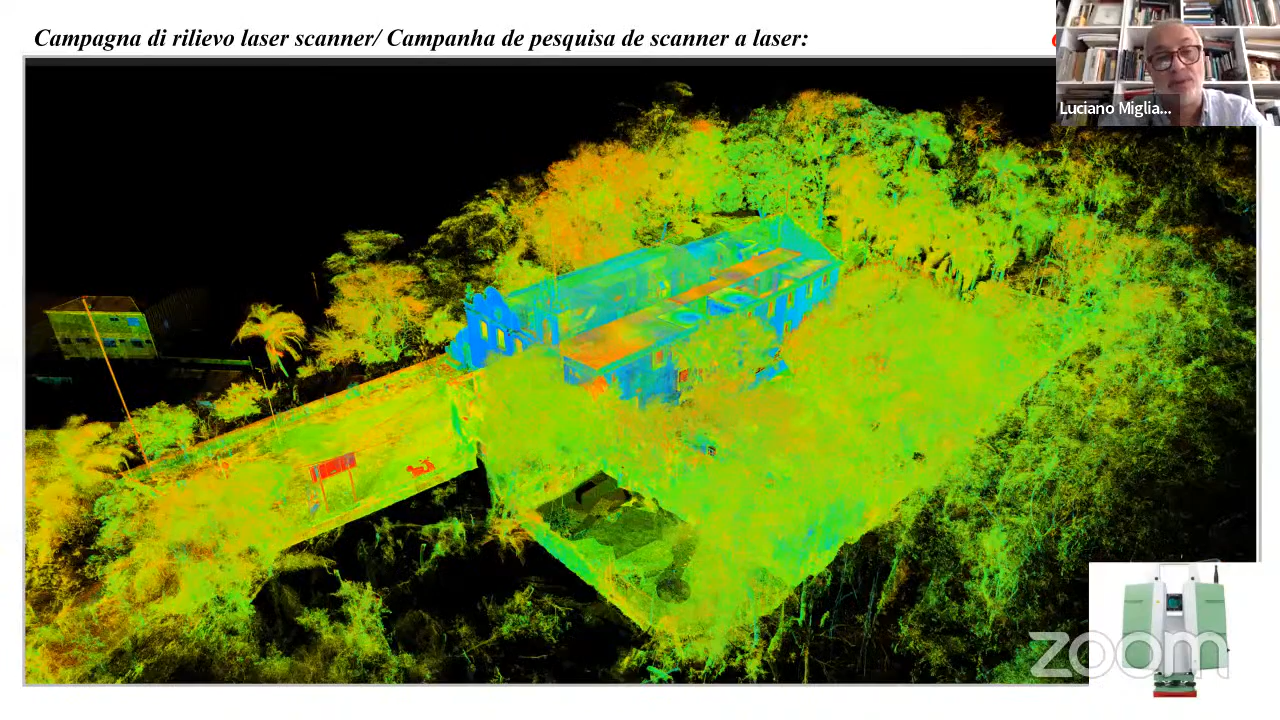 Campagna di rilievo laser scanner/ Campanha de pesquisa de scanner a laser:
Luciano Miglia...
zoom